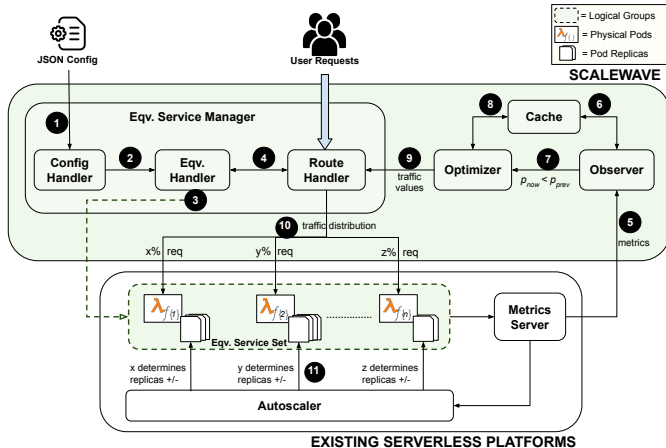 = Logical Groups
λ f( )
= Physical Pods
= Pod Replicas
JSON Config
User Requests
SCALEWAVE
1
Eqv. Service Manager
8
Cache
6
Config
Handler
2
Eqv.
Handler
4
Route
Handler
9
traffic
values
Optimizer
7
p_now < p_prev
Observer
3
10
traffic distribution
5
metrics
x% req
y% req
z% req
λ f(1)
λ f(2)
λ f(n)
Eqv. Service Set
Metrics
Server
x determines
replicas +/-
y determines
replicas +/-
11
z determines
replicas +/-
Autoscaler
EXISTING SERVERLESS PLATFORMS